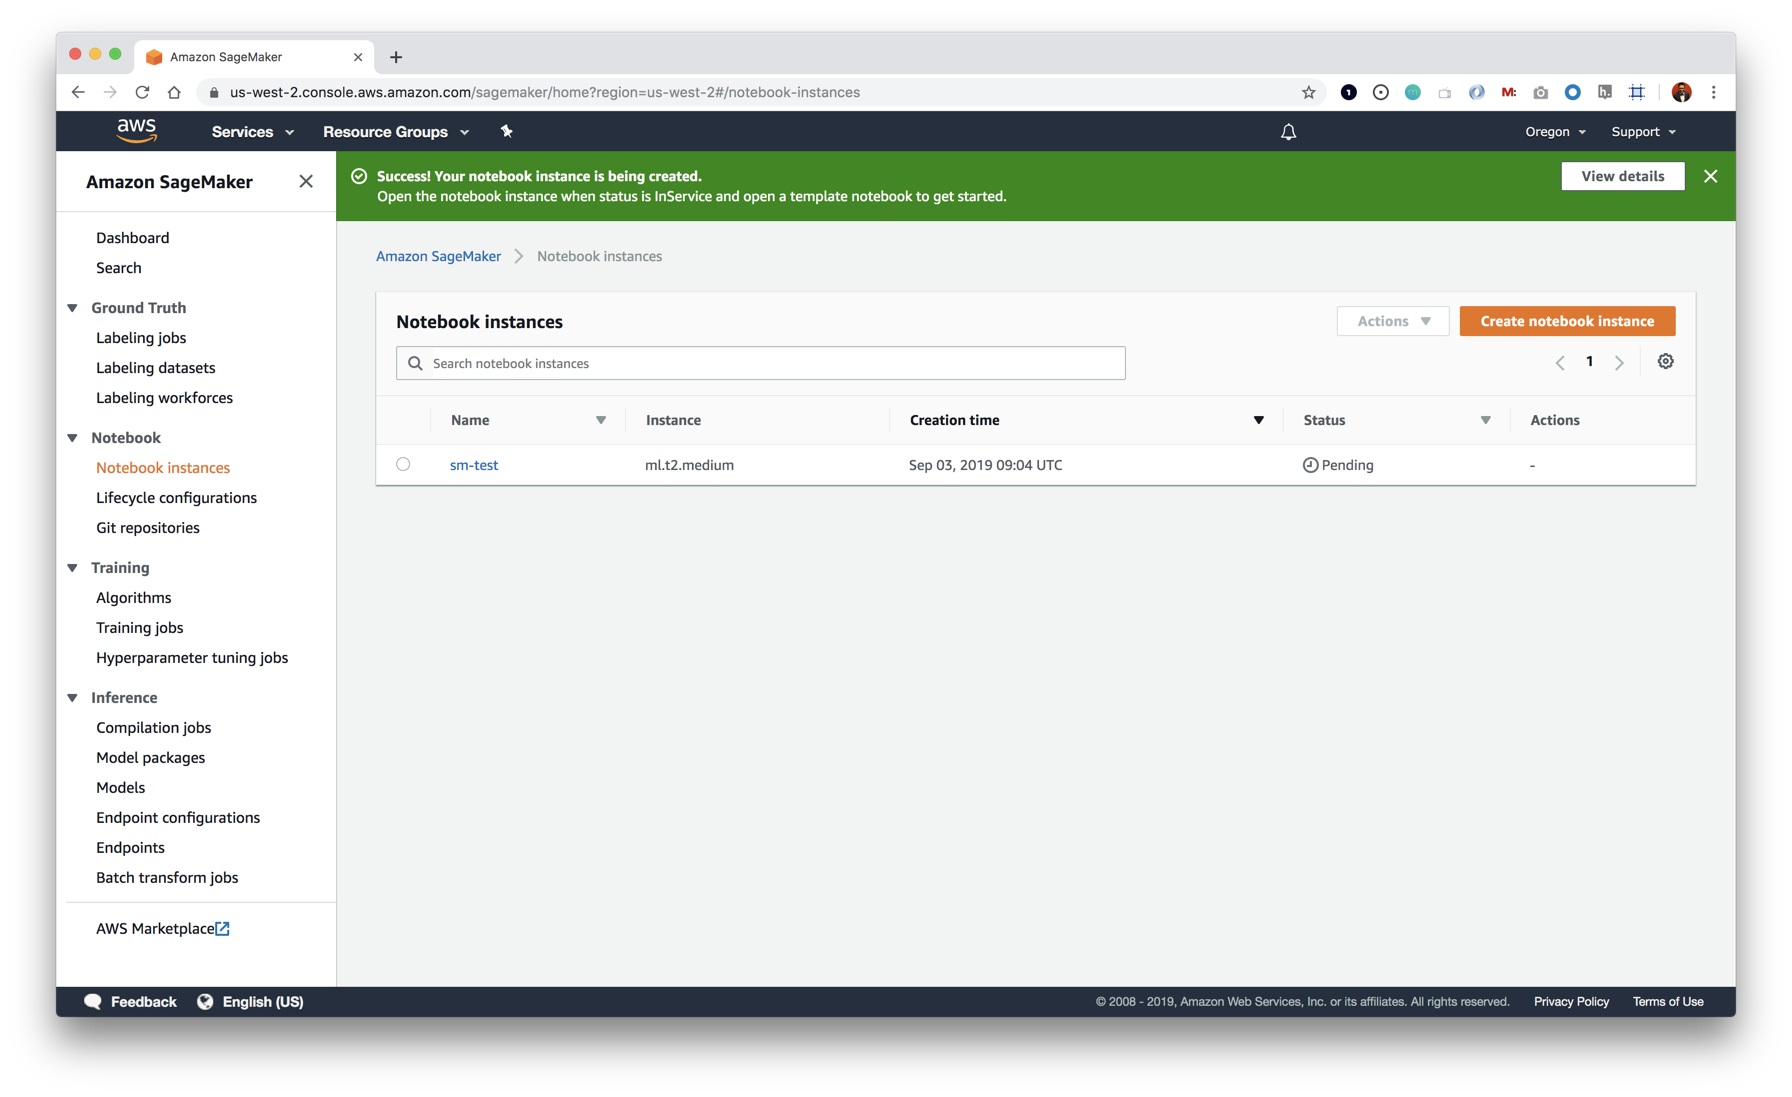 Amazon SageMaker
us-west-2.console.aws.amazon.com/sagemaker/home?region=us-west-2#/notebook-instances
1
m
M:
h.
aws
Services
Resource Groups
Oregon
Support
Amazon SageMaker
Success! Your notebook instance is being created.
Open the notebook instance when status is InService and open a template notebook to get started.
View details
Dashboard
Search
Ground Truth
Labeling jobs
Labeling datasets
Labeling workforces
Notebook
Notebook instances
Lifecycle configurations
Git repositories
Training
Algorithms
Training jobs
Hyperparameter tuning jobs
Inference
Compilation jobs
Model packages
Models
Endpoint configurations
Endpoints
Batch transform jobs
AWS Marketplace
Amazon SageMaker
Notebook instances
Notebook instances
Actions
Create notebook instance
Search notebook instances
1
Name Instance Creation time Status Actions
sm-test ml.t2.medium Sep 03, 2019 09:04 UTC Pending -
Feedback
English (US)
© 2008 - 2019, Amazon Web Services, Inc. or its affiliates. All rights reserved.
Privacy Policy
Terms of Use